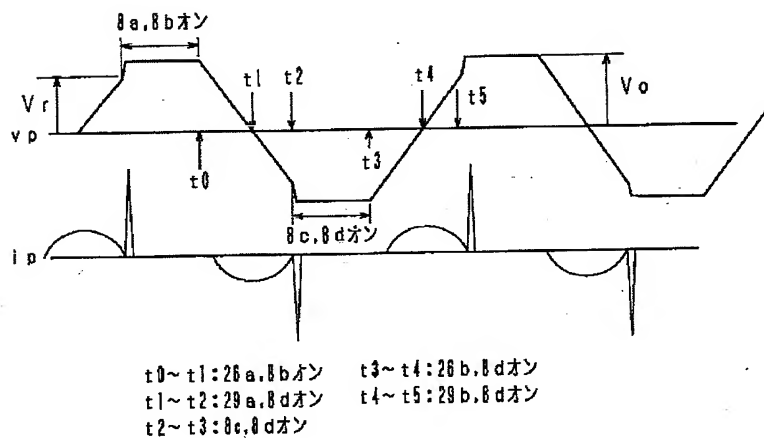 8a,8bオン
Vr
t1
t2
t4
t5
Vo
vp
t0
t3
8c,8dオン
ip
t0~t1:26a,8bオン
t3~t4:26b,8dオン
t1~t2:29a,8dオン
t4~t5:29b,8dオン
t2~t3:8c,8dオン